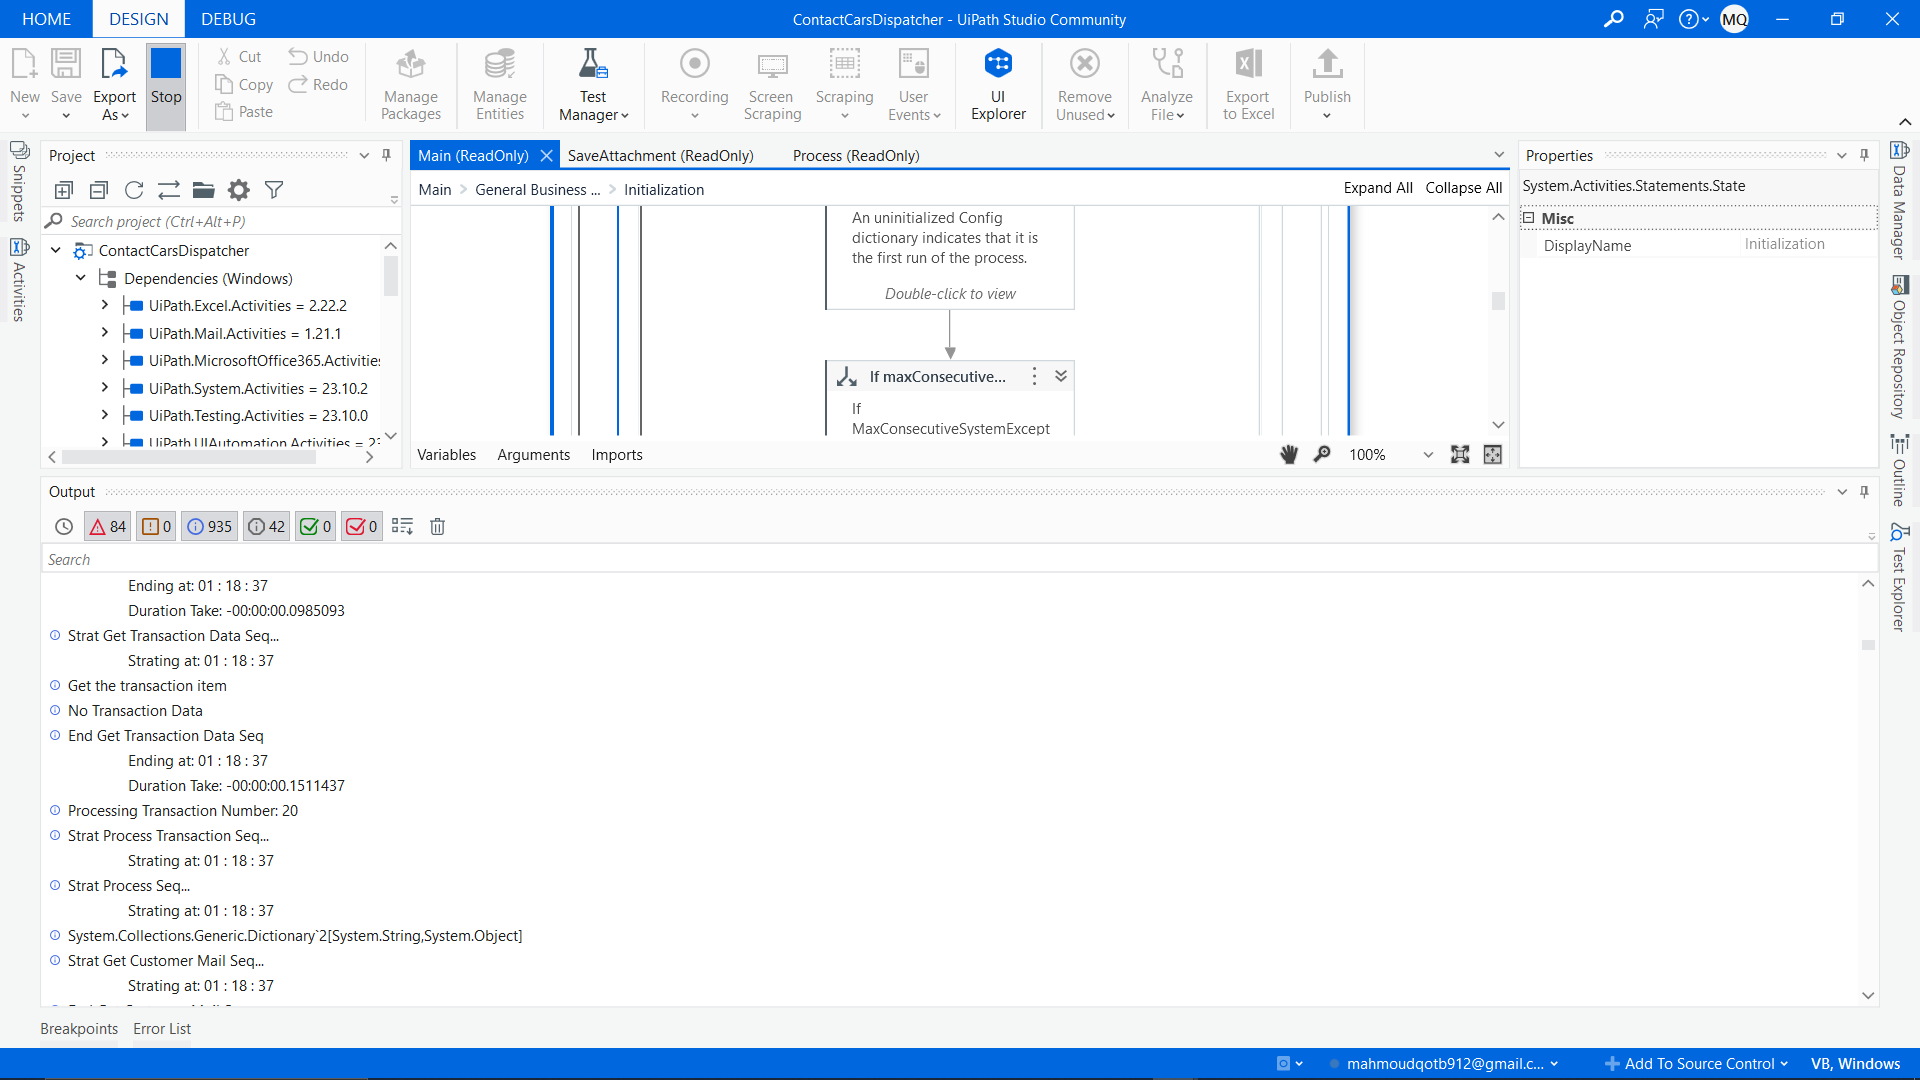 HOME DESIGN DEBUG ContactCarsDispatcher - UiPath Studio Community MQ
New Save Export As Stop Cut Copy Paste Undo Redo Manage Packages Manage Entities Test Manager Recording Screen Scraping Scraping User Events UI Explorer Remove Unused Analyze File Export to Excel Publish
Snippets
Activities
Project
Search project (Ctrl+Alt+P)
ContactCarsDispatcher
Dependencies (Windows)
UiPath.Excel.Activities = 2.22.2
UiPath.Mail.Activities = 1.21.1
UiPath.MicrosoftOffice365.Activities
UiPath.System.Activities = 23.10.2
UiPath.Testing.Activities = 23.10.0
UiPath.UIAutomation.Activities = 23
Main (ReadOnly) SaveAttachment (ReadOnly) Process (ReadOnly)
Main > General Business ... > Initialization Expand All Collapse All
An uninitialized Config
dictionary indicates that it is
the first run of the process.
Double-click to view
If maxConsecutive...
If
MaxConsecutiveSystemExcept
Variables Arguments Imports 100%
Properties
System.Activities.Statements.State
Misc
DisplayName Initialization
Data Manager
Object Repository
Outline
Test Explorer
Output
84 0 935 42 0 0
Search
Ending at: 01 : 18 : 37
Duration Take: -00:00:00.0985093
Strat Get Transaction Data Seq...
Strating at: 01 : 18 : 37
Get the transaction item
No Transaction Data
End Get Transaction Data Seq
Ending at: 01 : 18 : 37
Duration Take: -00:00:00.1511437
Processing Transaction Number: 20
Strat Process Transaction Seq...
Strating at: 01 : 18 : 37
Strat Process Seq...
Strating at: 01 : 18 : 37
System.Collections.Generic.Dictionary`2[System.String,System.Object]
Strat Get Customer Mail Seq...
Strating at: 01 : 18 : 37
Breakpoints Error List
mahmoudqotb912@gmail.c... Add To Source Control VB, Windows